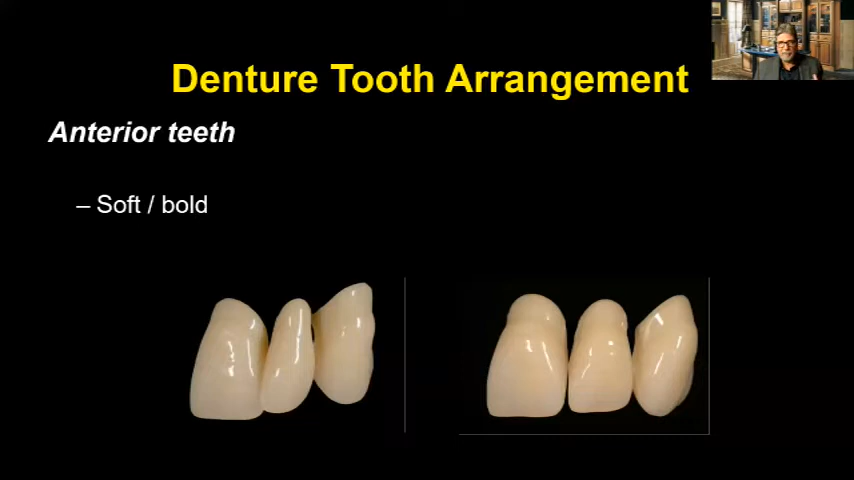 Denture Tooth Arrangement
Anterior teeth
– Soft / bold